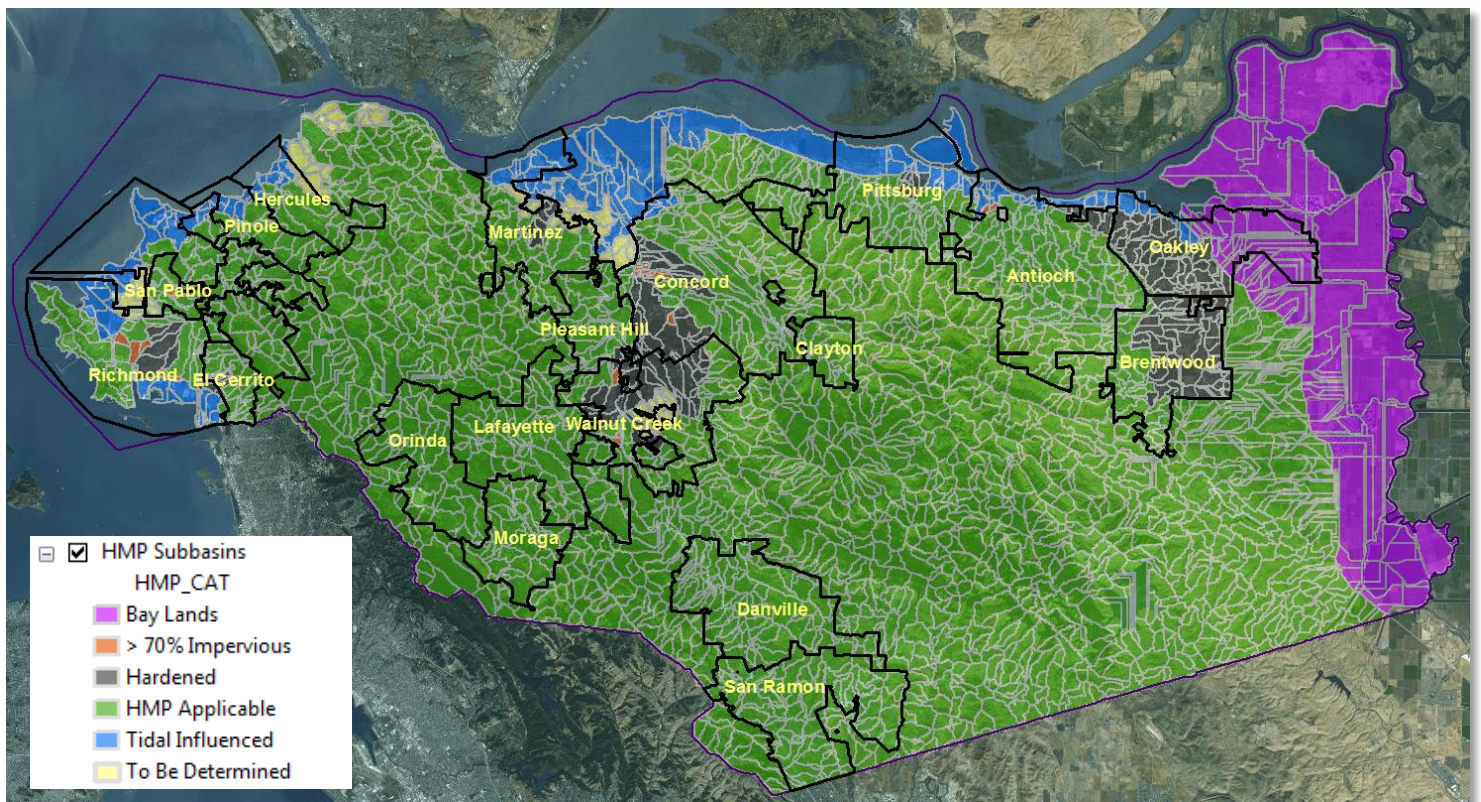 Hercules
Pinole
San Pablo
Richmond
El Cerrito
Martinez
Concord
Pleasant Hill
Clayton
Pittsburg
Antioch
Oakley
Brentwood
Orinda
Lafayette
Walnut Creek
Moraga
Danville
San Ramon
HMP Subbasins
HMP_CAT
Bay Lands
> 70% Impervious
Hardened
HMP Applicable
Tidal Influenced
To Be Determined